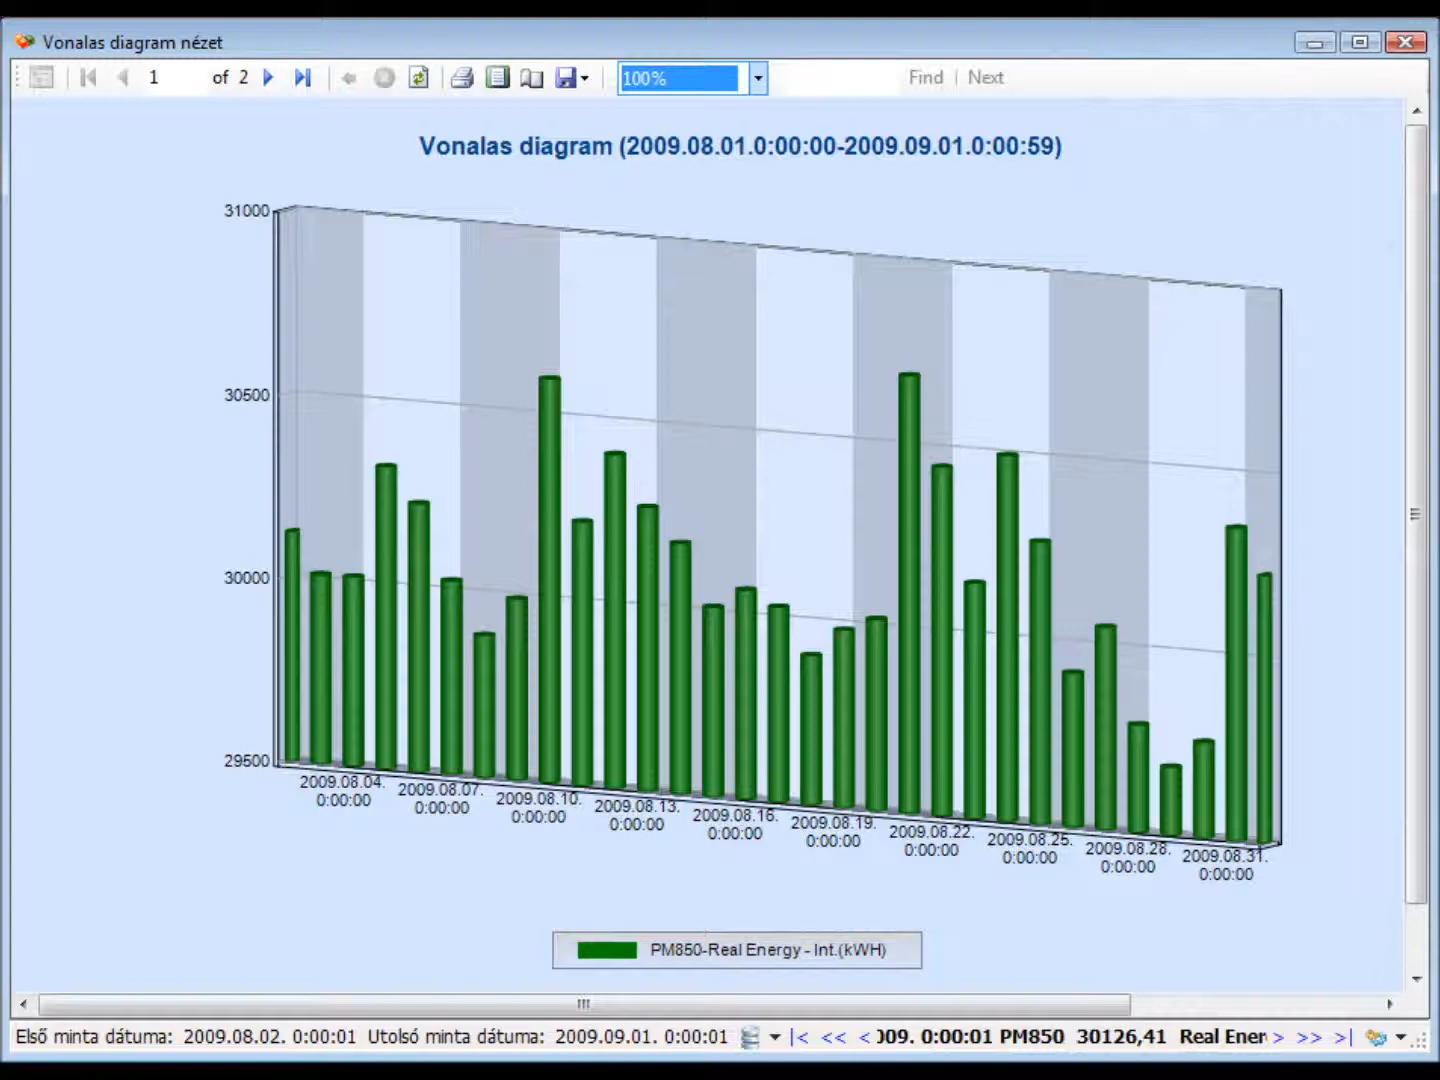 Vonalas diagram nézet
1 of 2 100% Find Next
Vonalas diagram (2009.08.01.0:00:00-2009.09.01.0:00:59)
31000
30500
30000
29500
2009.08.04. 2009.08.07. 2009.08.10. 2009.08.13. 2009.08.16. 2009.08.19. 2009.08.22. 2009.08.25. 2009.08.28. 2009.08.31.
0:00:00 0:00:00 0:00:00 0:00:00 0:00:00 0:00:00 0:00:00 0:00:00 0:00:00 0:00:00
PM850-Real Energy - Int.(kWH)
Első minta dátuma: 2009.08.02. 0:00:01 Utolsó minta dátuma: 2009.09.01. 0:00:01 |< << < 009. 0:00:01 PM850 30126,41 Real Ener > >> >|